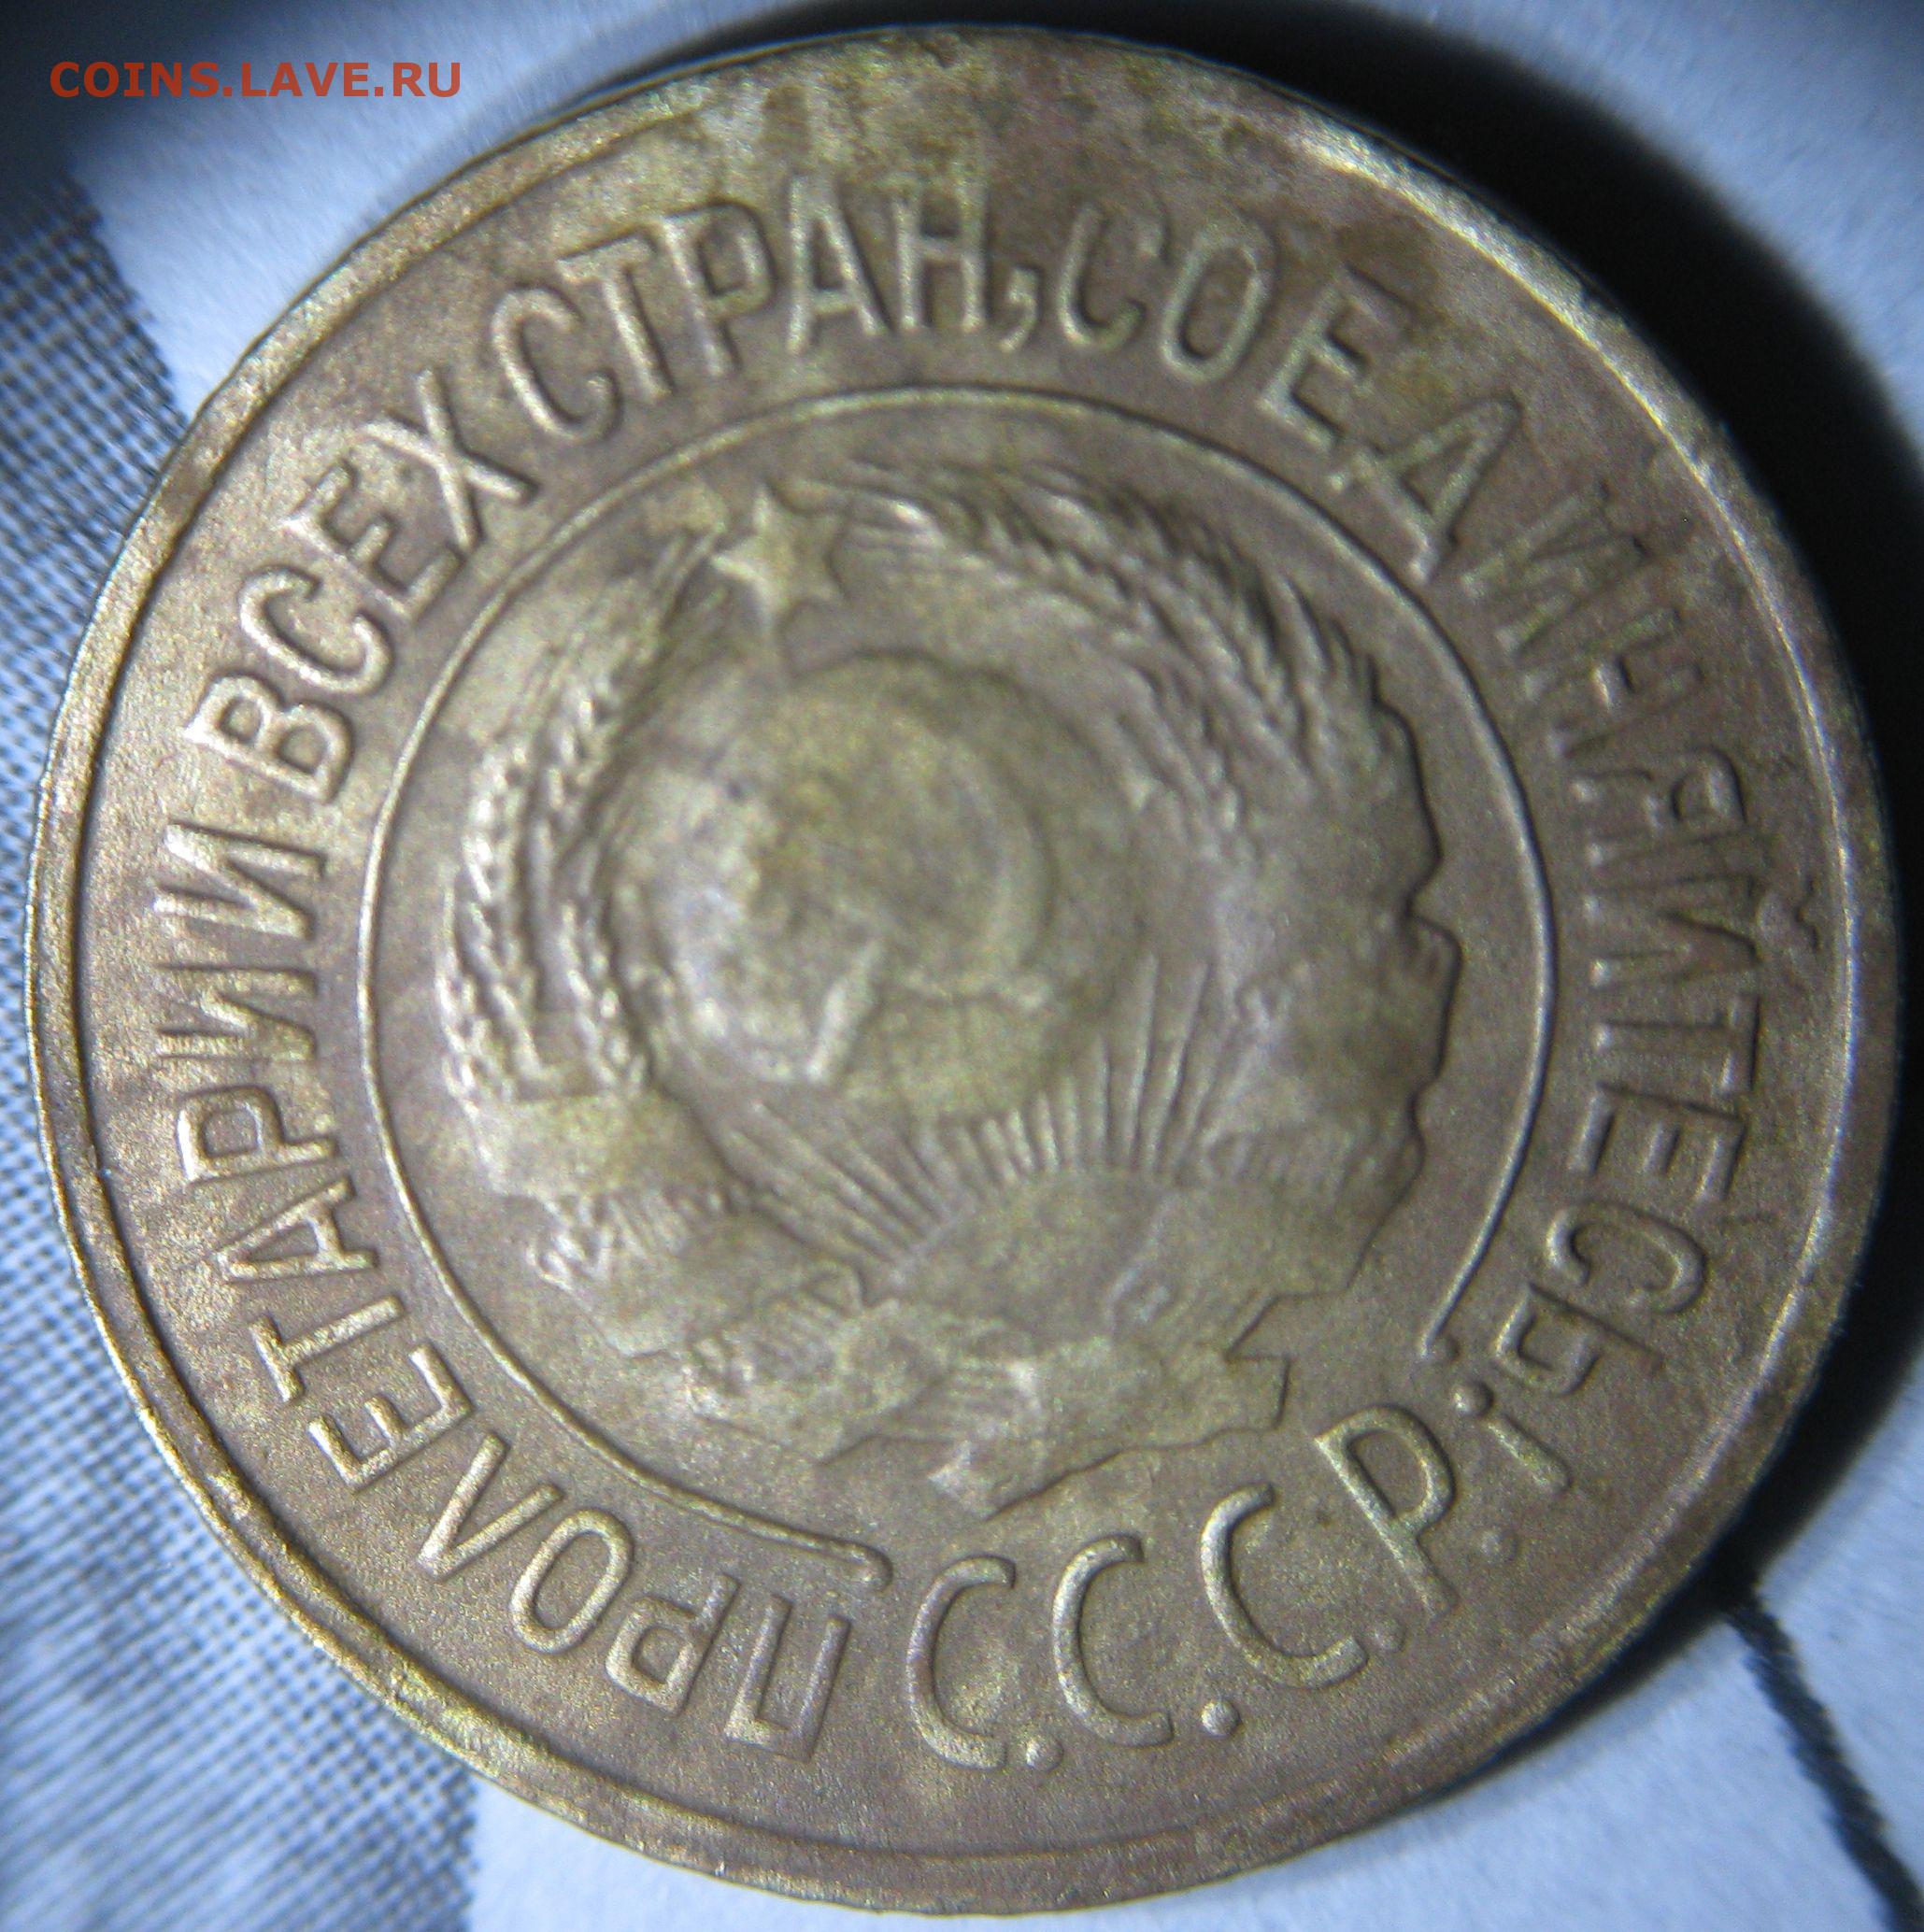 COINS.LAVE.RU
ПРОЛЕТАРИИ ВСЕХ СТРАН, СОЕДИНЯЙТЕСЬ!
С.С.С.Р.